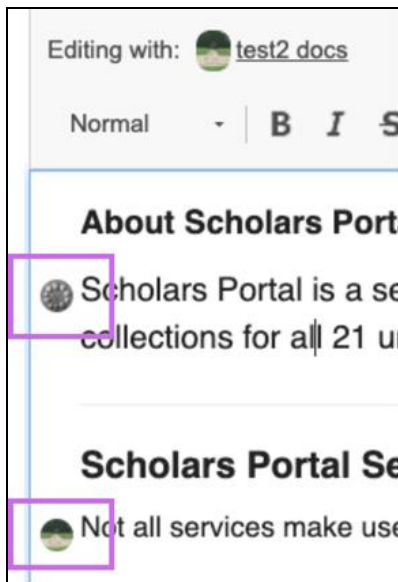 Editing with: test2 docs
Normal B I S
About Scholars Port
Scholars Portal is a se
collections for all 21 u
Scholars Portal Se
Not all services make use